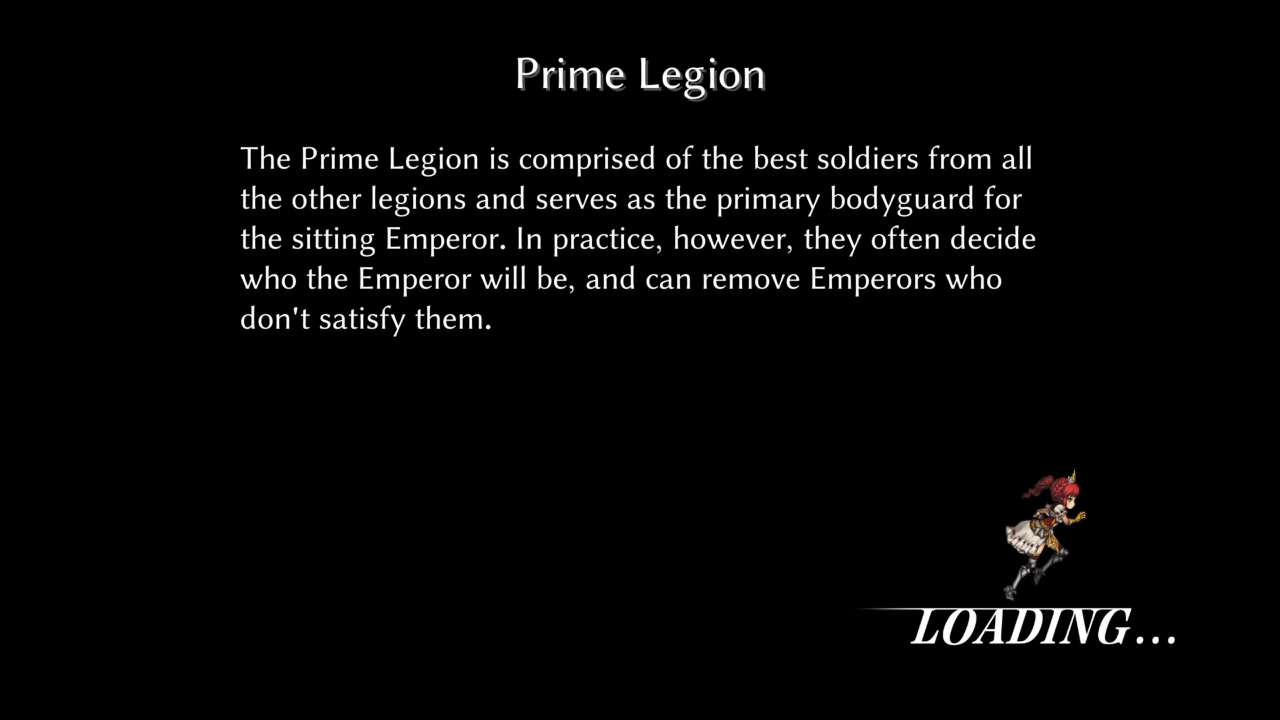 Prime Legion
The Prime Legion is comprised of the best soldiers from all
the other legions and serves as the primary bodyguard for
the sitting Emperor. In practice, however, they often decide
who the Emperor will be, and can remove Emperors who
don't satisfy them.
LOADING...